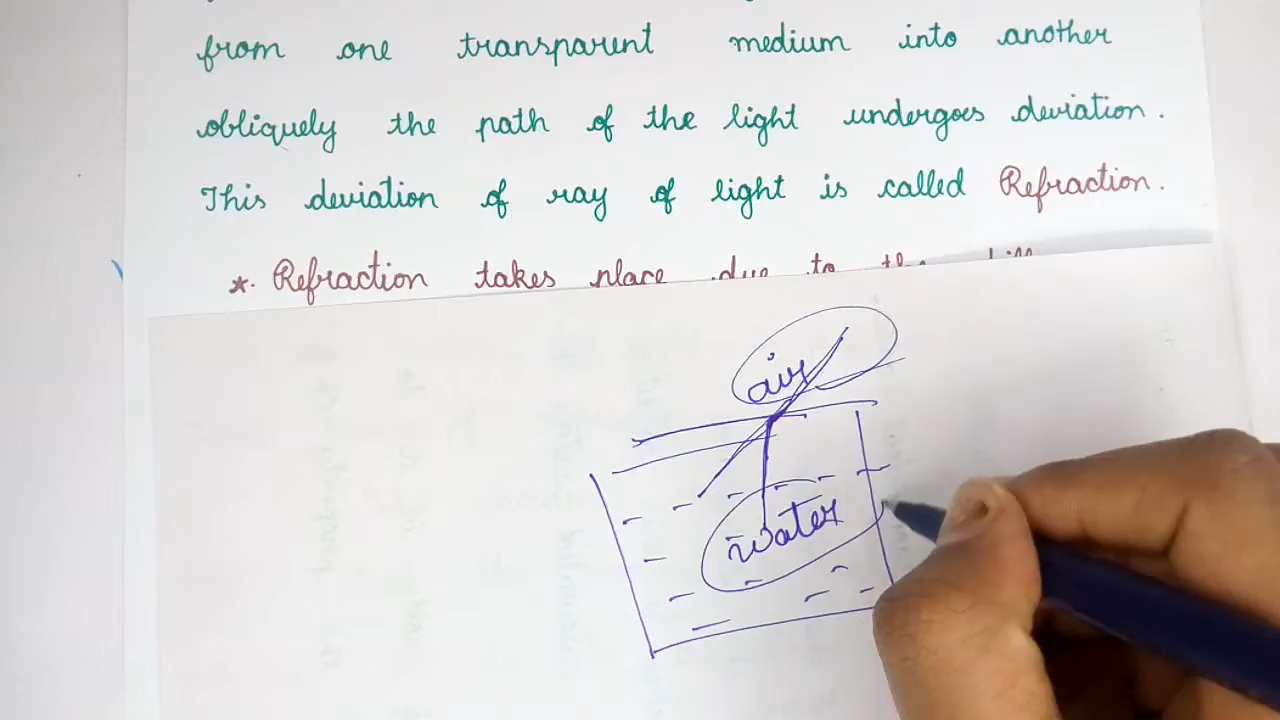 from one transparent medium into another
obliquely the path of the light undergoes deviation.
This deviation of ray of light is called Refraction.
*. Refraction takes place due to
air
water